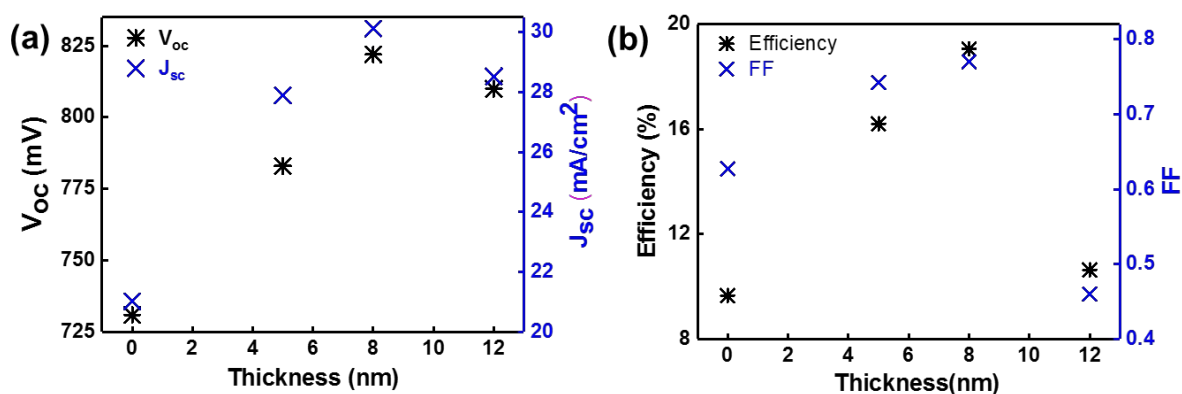 (a)
V_oc
J_sc
825
800
775
750
725
V_OC (mV)
30
28
26
24
22
20
J_SC (mA/cm²)
0 2 4 6 8 10 12
Thickness (nm)
(b)
Efficiency
FF
20
16
12
8
Efficiency (%)
0.8
0.7
0.6
0.5
0.4
FF
0 2 4 6 8 10 12
Thickness(nm)